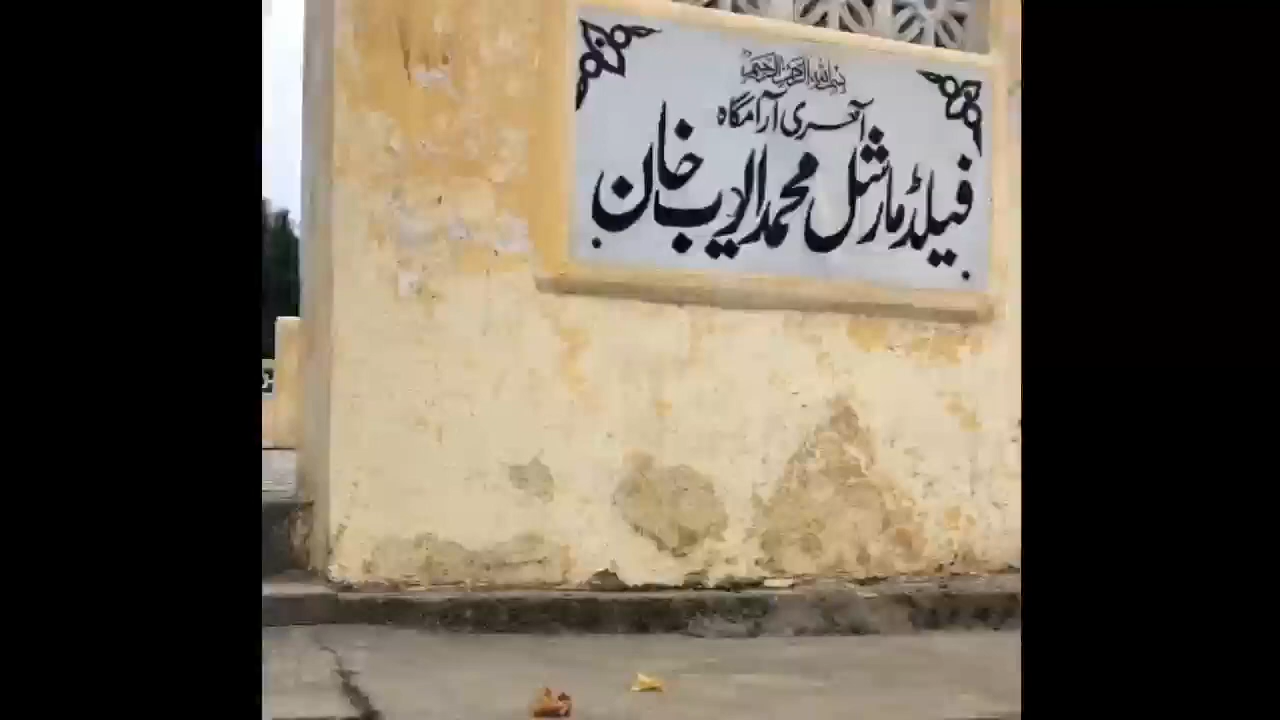 بسم اللہ الرحمن الرحیم
آخری آرامگاہ
فیلڈ مارشل محمد ایوب خان